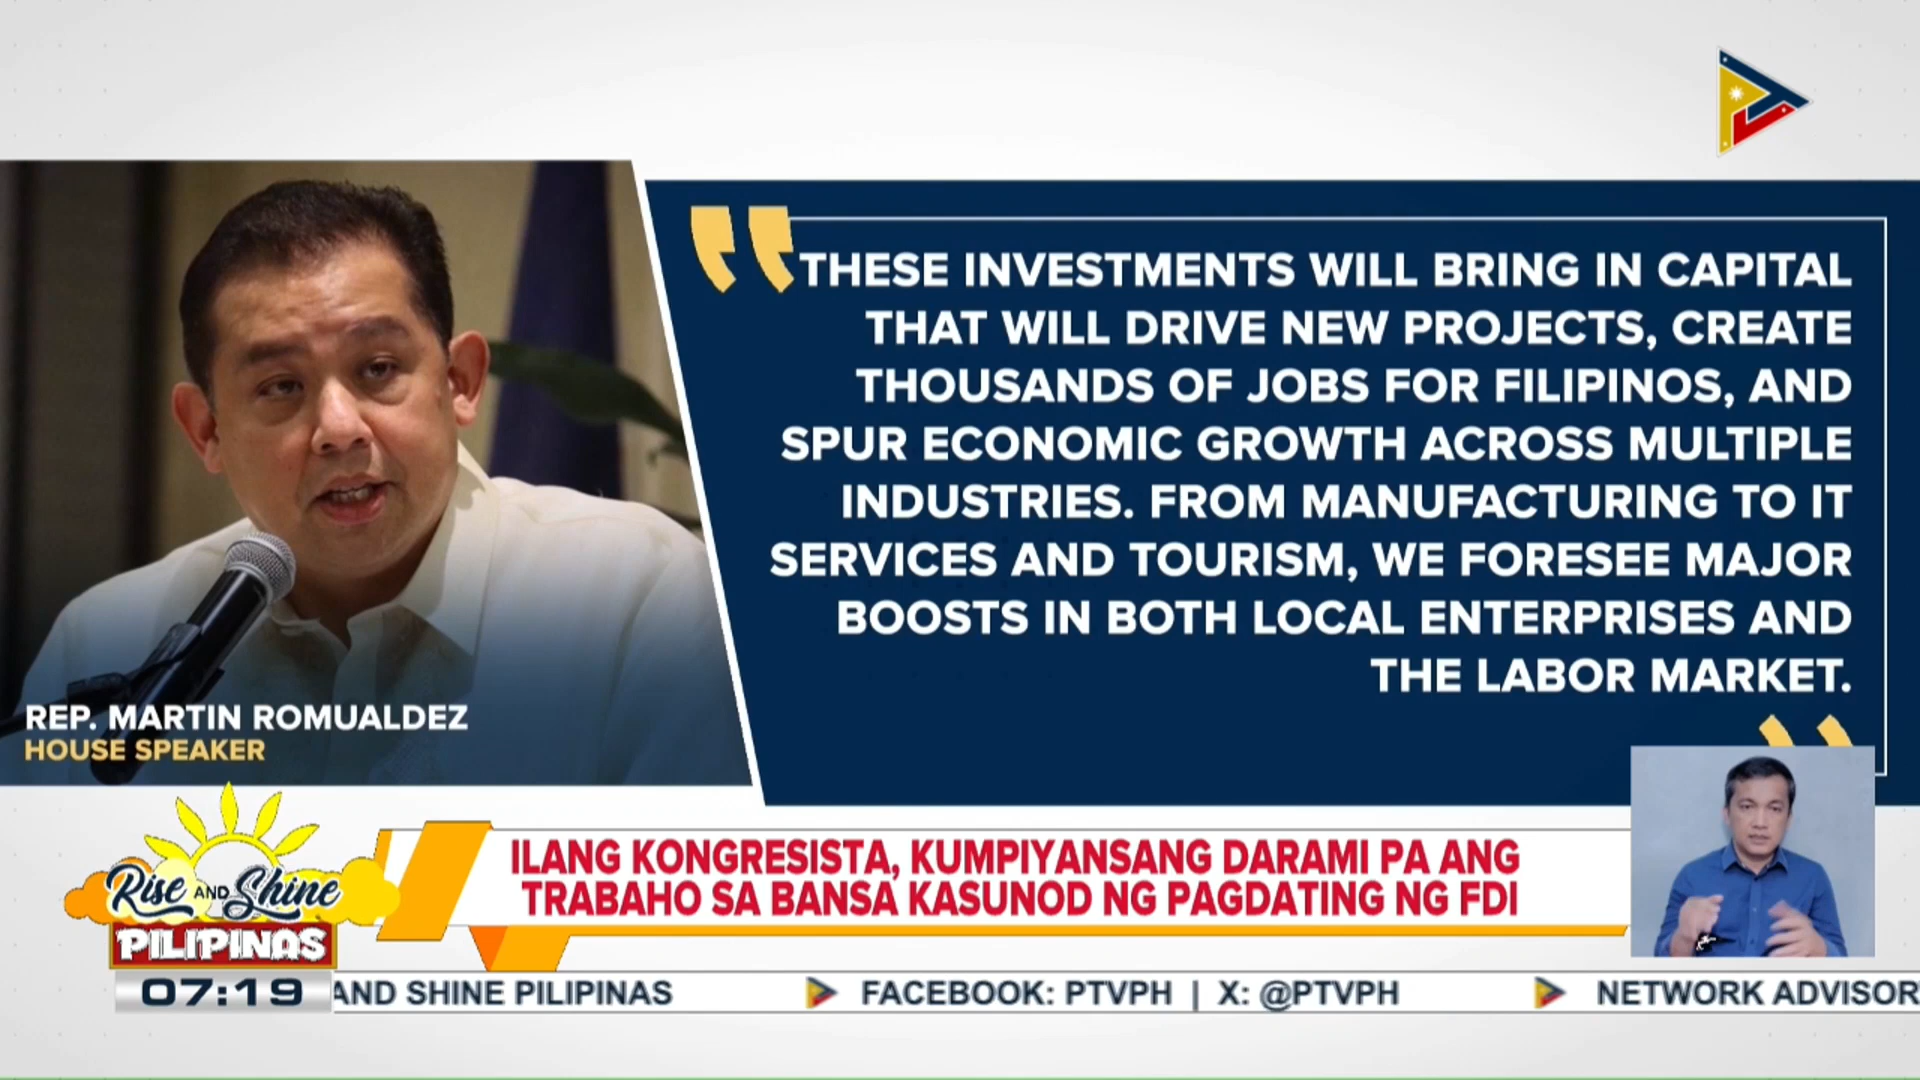 THESE INVESTMENTS WILL BRING IN CAPITAL
THAT WILL DRIVE NEW PROJECTS, CREATE
THOUSANDS OF JOBS FOR FILIPINOS, AND
SPUR ECONOMIC GROWTH ACROSS MULTIPLE
INDUSTRIES. FROM MANUFACTURING TO IT
SERVICES AND TOURISM, WE FORESEE MAJOR
BOOSTS IN BOTH LOCAL ENTERPRISES AND
THE LABOR MARKET.
REP. MARTIN ROMUALDEZ
HOUSE SPEAKER
ILANG KONGRESISTA, KUMPIYANSANG DARAMI PA ANG
TRABAHO SA BANSA KASUNOD NG PAGDATING NG FDI
Rise AND Shine
PILIPINAS
07:19
AND SHINE PILIPINAS FACEBOOK: PTVPH | X: @PTVPH NETWORK ADVISOR